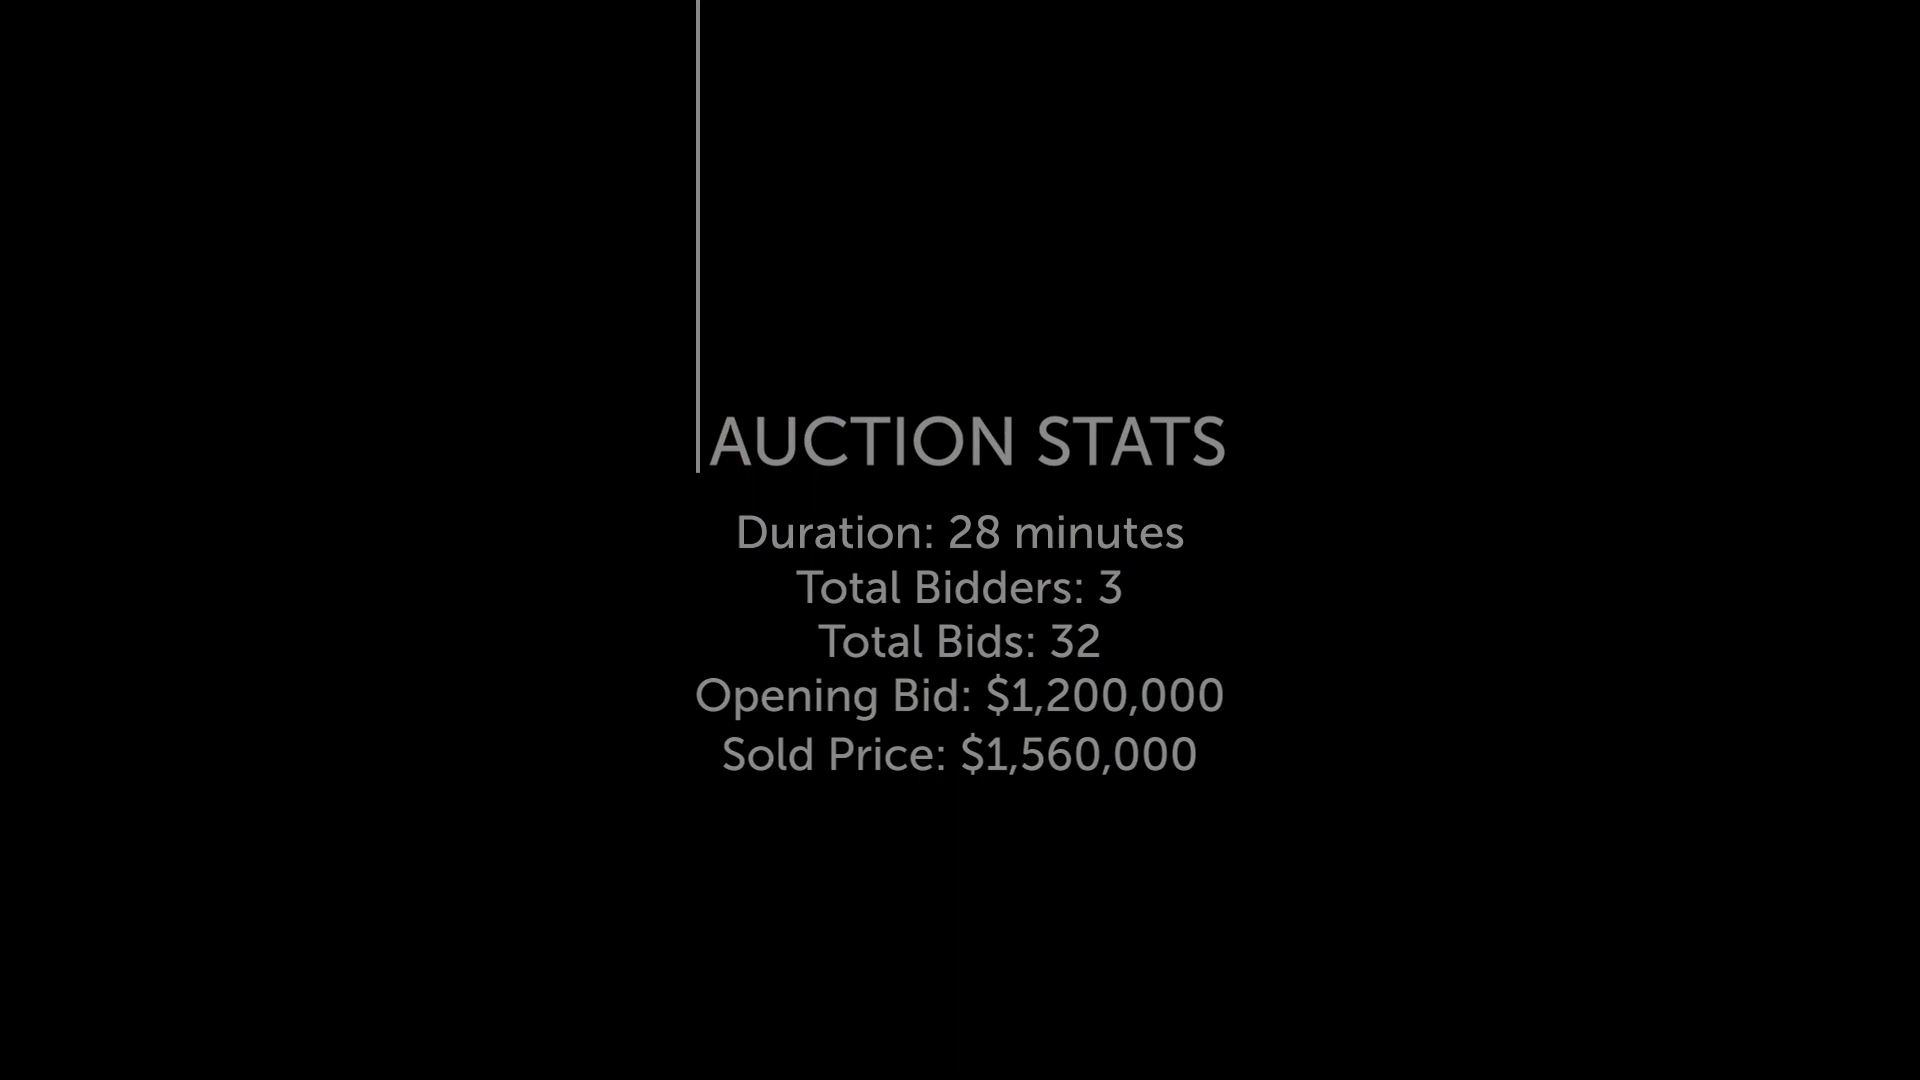 AUCTION STATS
Duration: 28 minutes
Total Bidders: 3
Total Bids: 32
Opening Bid: $1,200,000
Sold Price: $1,560,000